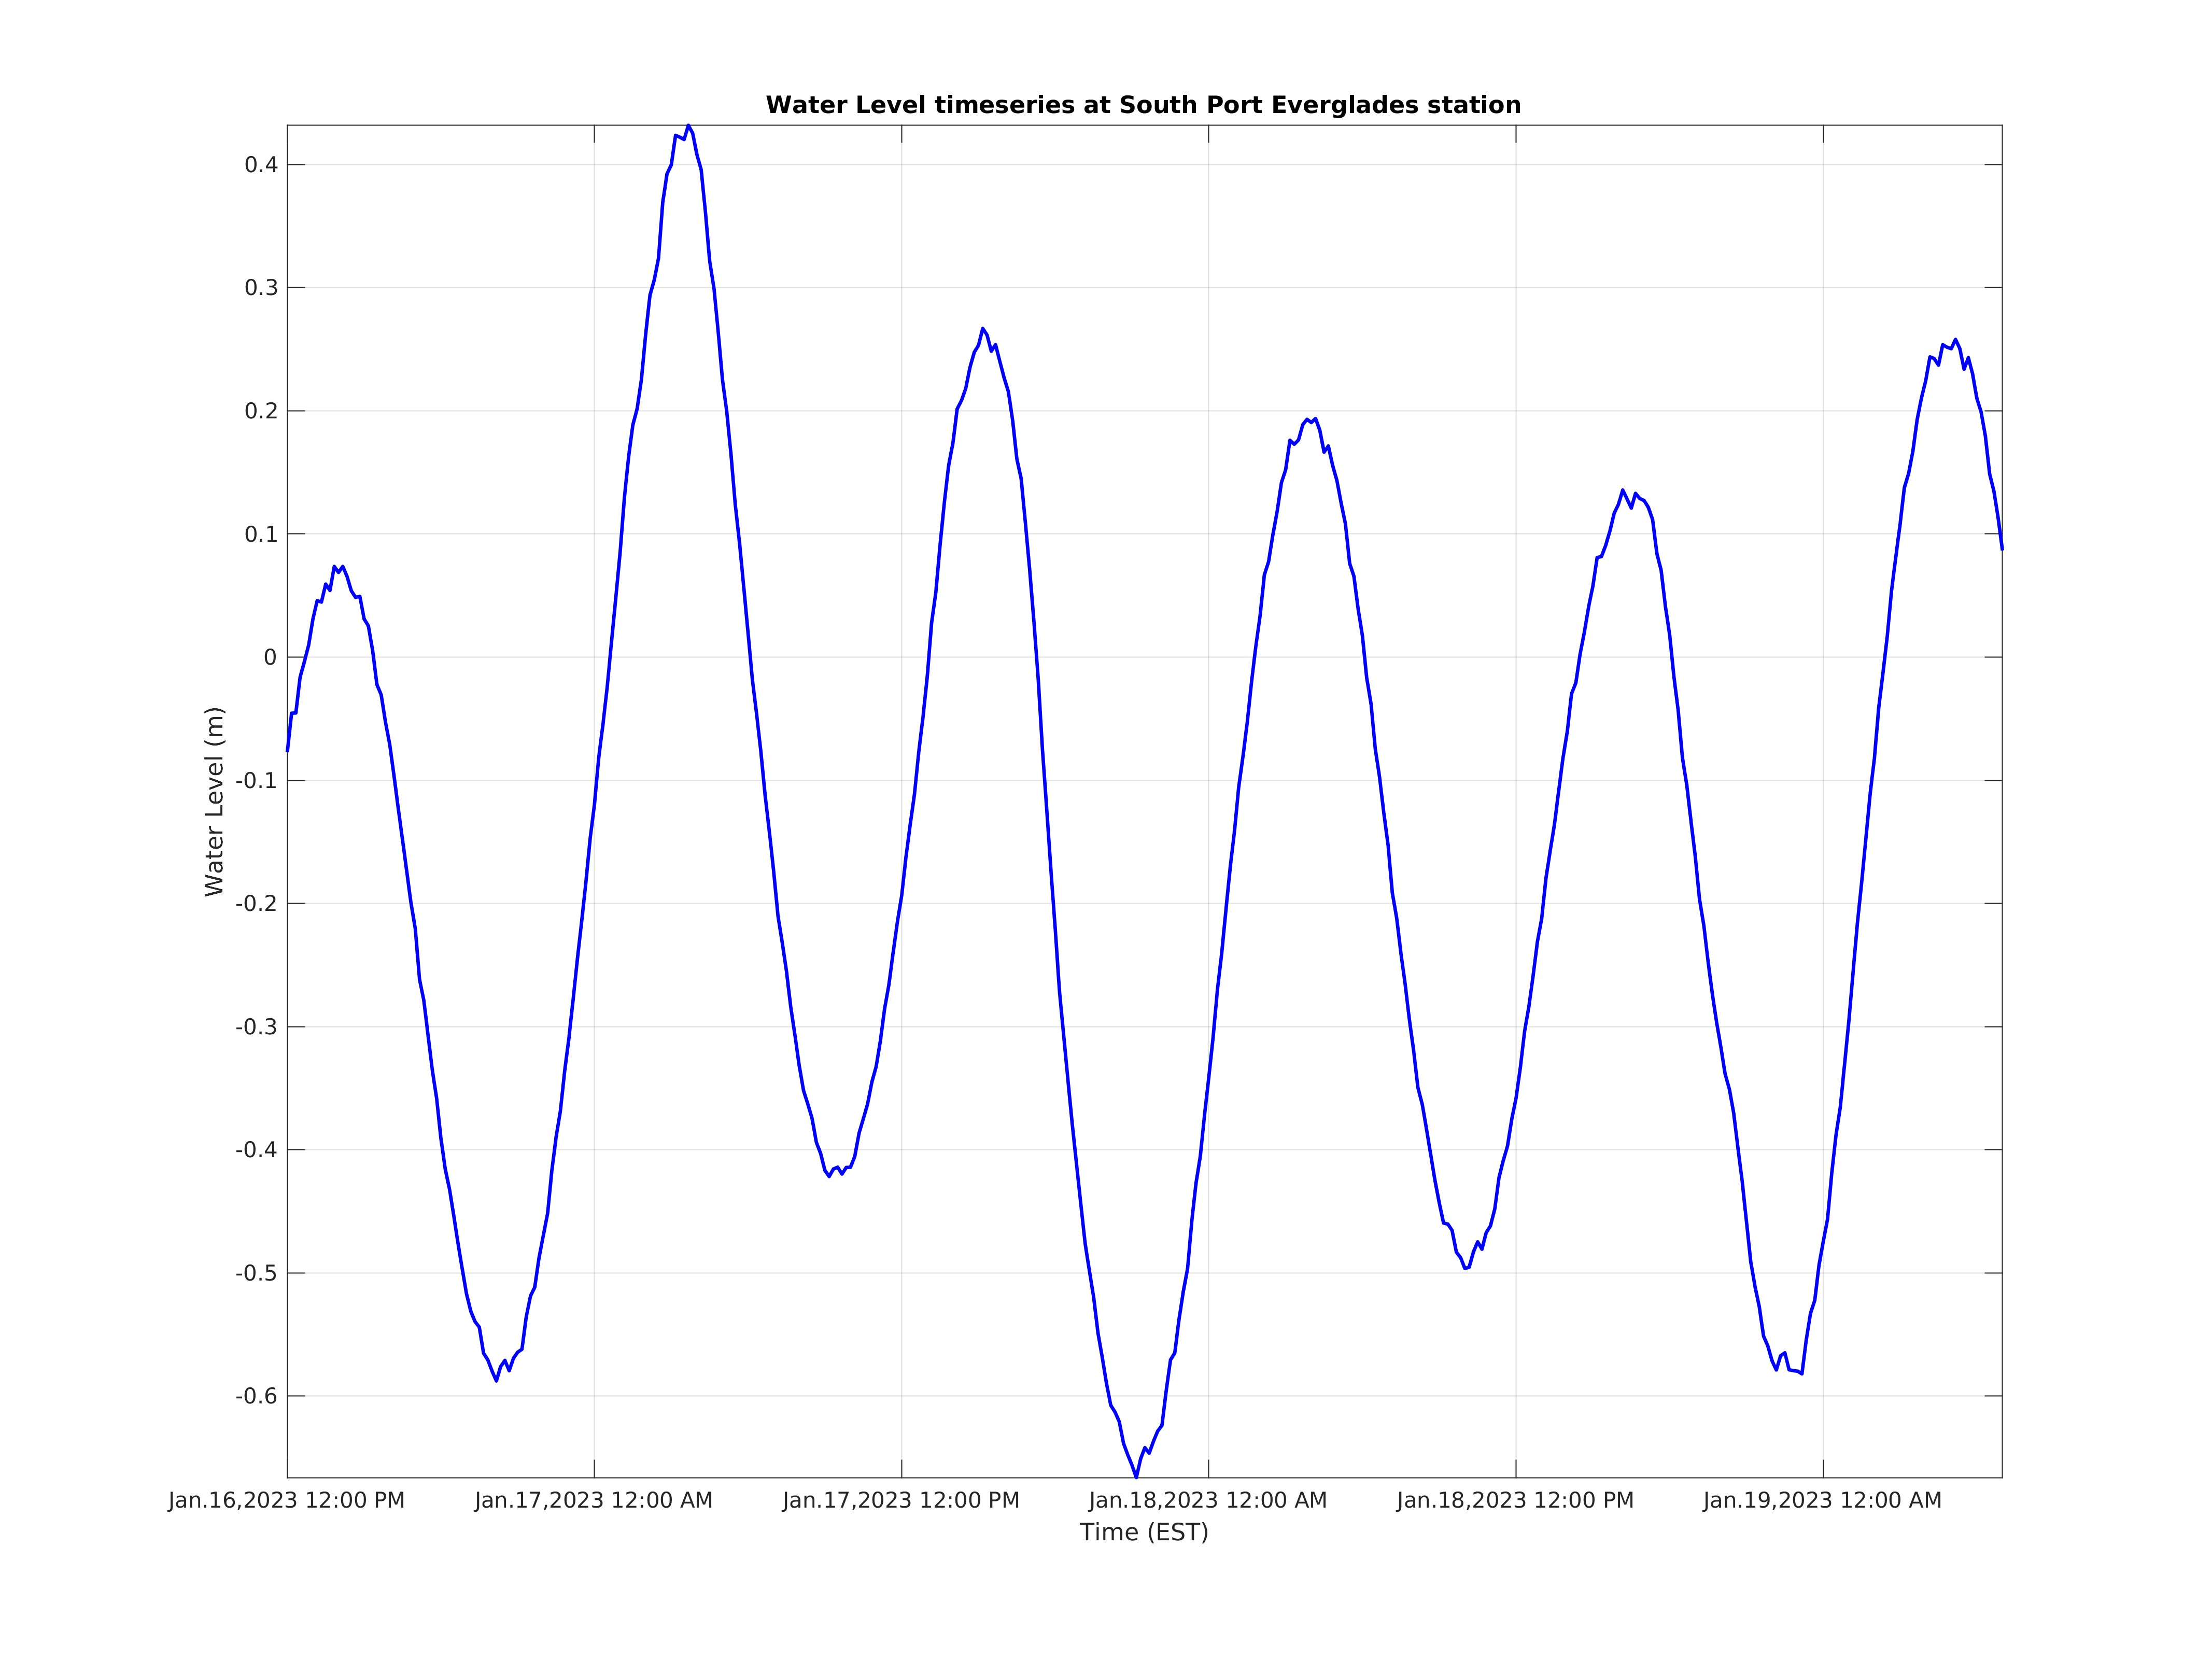 Water Level timeseries at South Port Everglades station
0.4
0.3
0.2
0.1
0
-0.1
-0.2
-0.3
-0.4
-0.5
-0.6
Water Level (m)
Jan.16,2023 12:00 PM Jan.17,2023 12:00 AM Jan.17,2023 12:00 PM Jan.18,2023 12:00 AM Jan.18,2023 12:00 PM Jan.19,2023 12:00 AM
Time (EST)